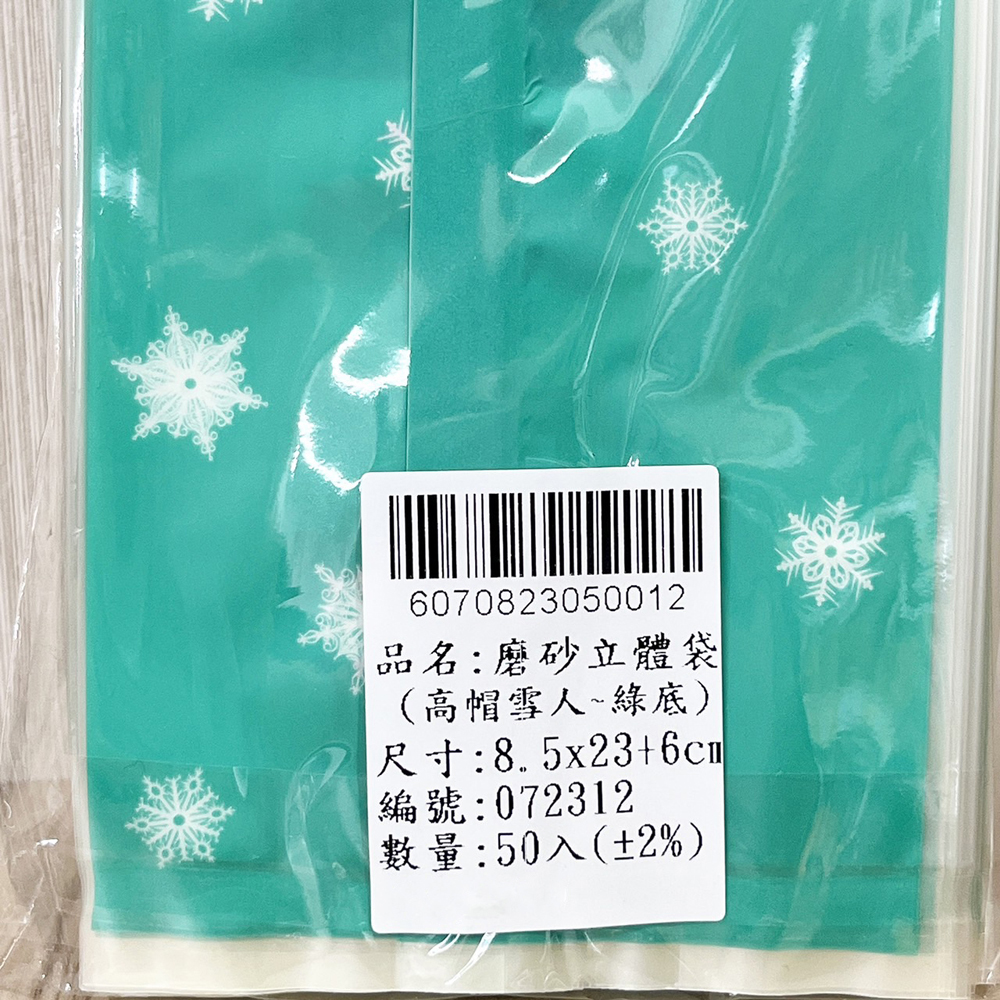 6070823050012
品名:磨砂立體袋
(高帽雪人~綠底)
尺寸:8.5x23+6cm
編號:072312
數量:50入(±2%)